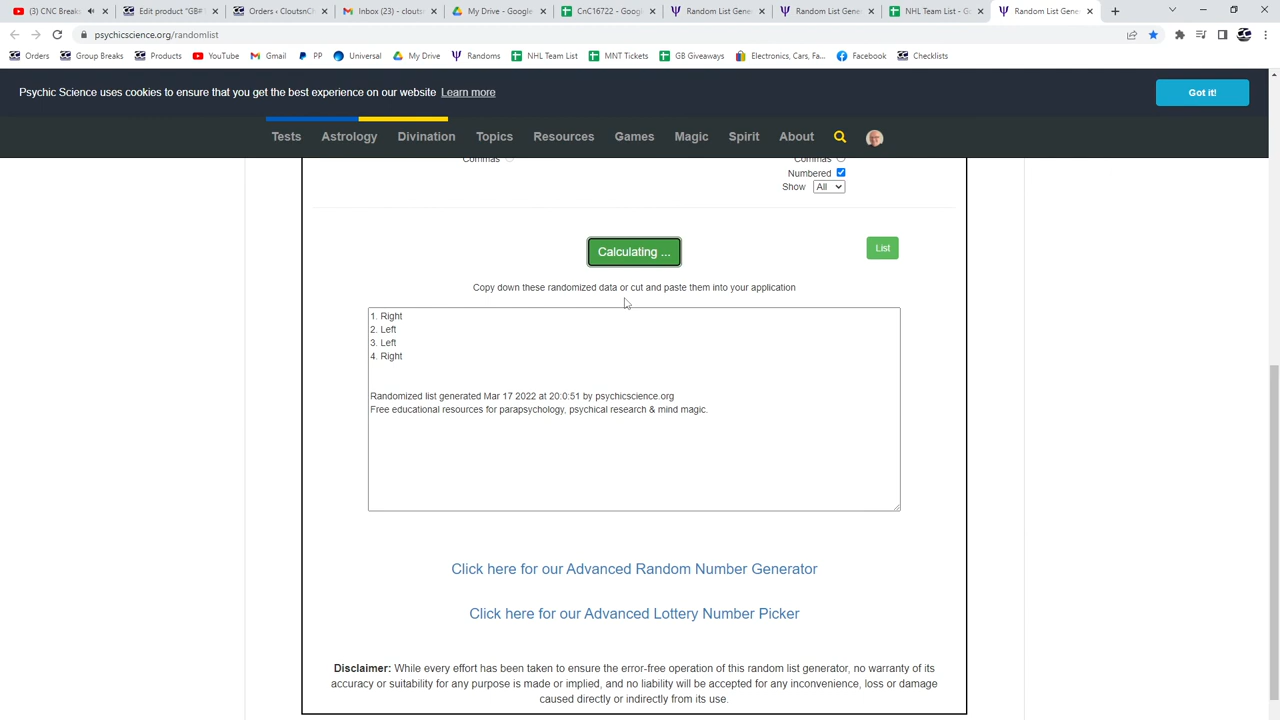 (3) CNC Break
Edit product "GB#
Orders ‹ CloutsnCh
Inbox (23) - clouts
My Drive - Google
CnC16722 - Googl
Random List Gene
Random List Gene
NHL Team List - Go
Random List Gene
psychicscience.org/randomlist
Orders
Group Breaks
Products
YouTube
Gmail
PP
Universal
My Drive
Randoms
NHL Team List
MNT Tickets
GB Giveaways
Electronics, Cars, Fa...
Facebook
Checklists
Psychic Science uses cookies to ensure that you get the best experience on our website Learn more
Got it!
Tests Astrology Divination Topics Resources Games Magic Spirit About
Commas Commas
Numbered
Show All
Calculating ...
List
Copy down these randomized data or cut and paste them into your application
1. Right
2. Left
3. Left
4. Right
Randomized list generated Mar 17 2022 at 20:0:51 by psychicscience.org
Free educational resources for parapsychology, psychical research & mind magic.
Click here for our Advanced Random Number Generator
Click here for our Advanced Lottery Number Picker
Disclaimer: While every effort has been taken to ensure the error-free operation of this random list generator, no warranty of its
accuracy or suitability for any purpose is made or implied, and no liability will be accepted for any inconvenience, loss or damage
caused directly or indirectly from its use.